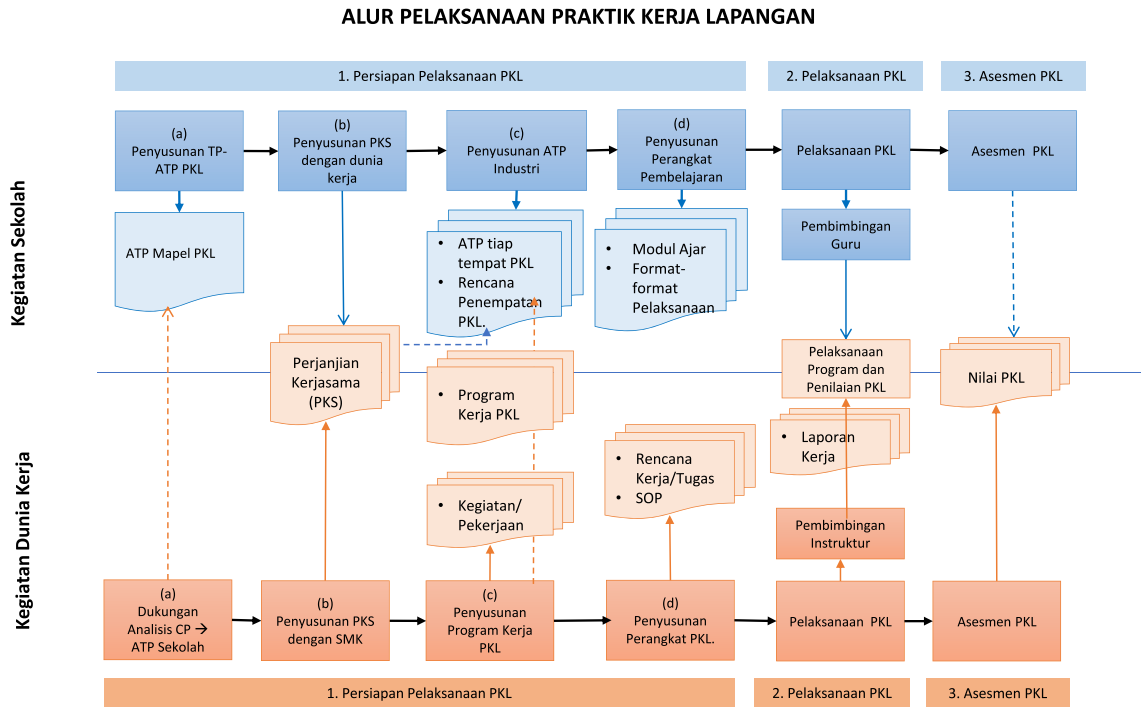 ALUR PELAKSANAAN PRAKTIK KERJA LAPANGAN
1. Persiapan Pelaksanaan PKL
2. Pelaksanaan PKL
3. Asesmen PKL
Kegiatan Sekolah
(a)
Penyusunan TP-
ATP PKL
(b)
Penyusunan PKS
dengan dunia
kerja
(c)
Penyusunan ATP
Industri
(d)
Penyusunan
Perangkat
Pembelajaran
Pelaksanaan PKL
Asesmen PKL
ATP Mapel PKL
• ATP tiap
tempat PKL
• Rencana
Penempatan
PKL.
• Modul Ajar
• Format-
format
Pelaksanaan
Pembimbingan
Guru
Perjanjian
Kerjasama
(PKS)
• Program
Kerja PKL
Pelaksanaan
Program dan
Penilaian PKL
Nilai PKL
Kegiatan Dunia Kerja
• Kegiatan/
Pekerjaan
• Rencana
Kerja/Tugas
• SOP
• Laporan
Kerja
Pembimbingan
Instruktur
(a)
Dukungan
Analisis CP →
ATP Sekolah
(b)
Penyusunan PKS
dengan SMK
(c)
Penyusunan
Program Kerja
PKL
(d)
Penyusunan
Perangkat PKL.
Pelaksanaan PKL
Asesmen PKL
1. Persiapan Pelaksanaan PKL
2. Pelaksanaan PKL
3. Asesmen PKL